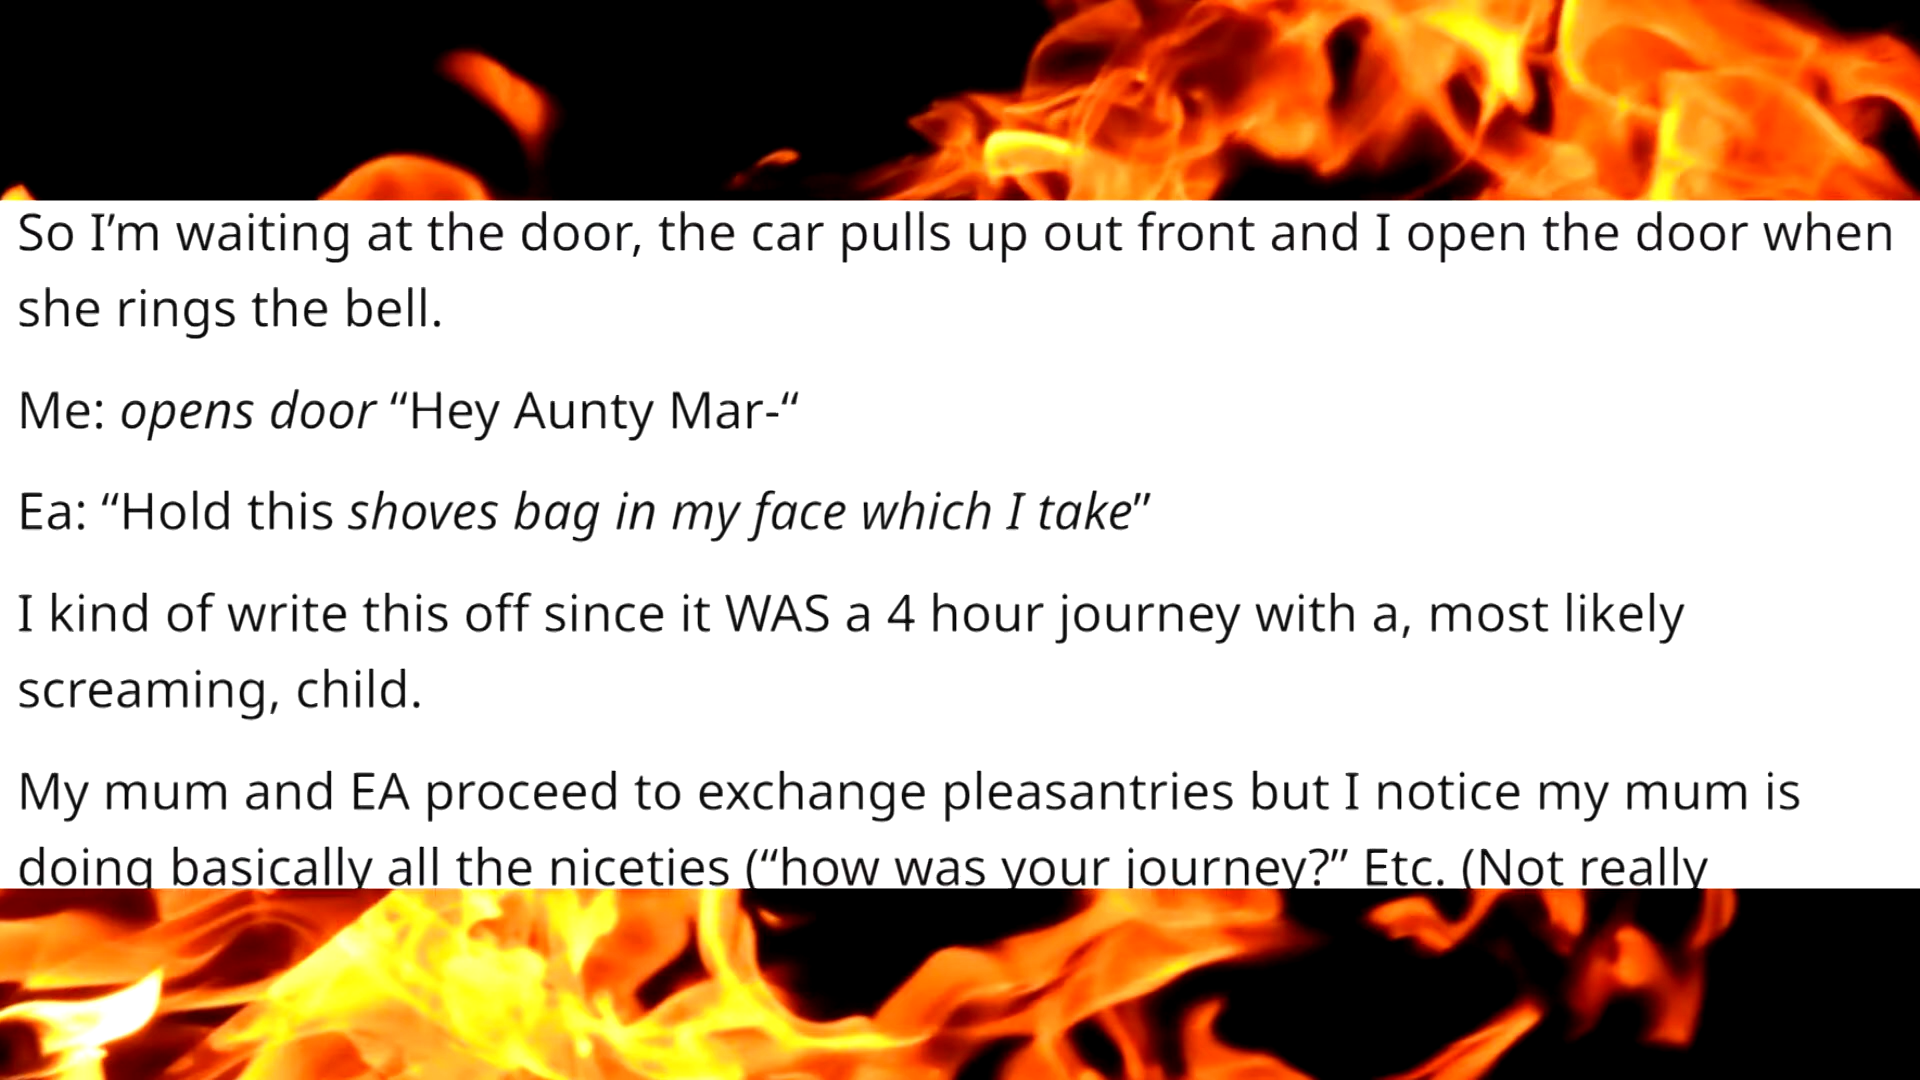 So I’m waiting at the door, the car pulls up out front and I open the door when
she rings the bell.
Me: opens door “Hey Aunty Mar-“
Ea: “Hold this shoves bag in my face which I take”
I kind of write this off since it WAS a 4 hour journey with a, most likely
screaming, child.
My mum and EA proceed to exchange pleasantries but I notice my mum is
doing basically all the niceties (“how was your journey?” Etc. (Not really